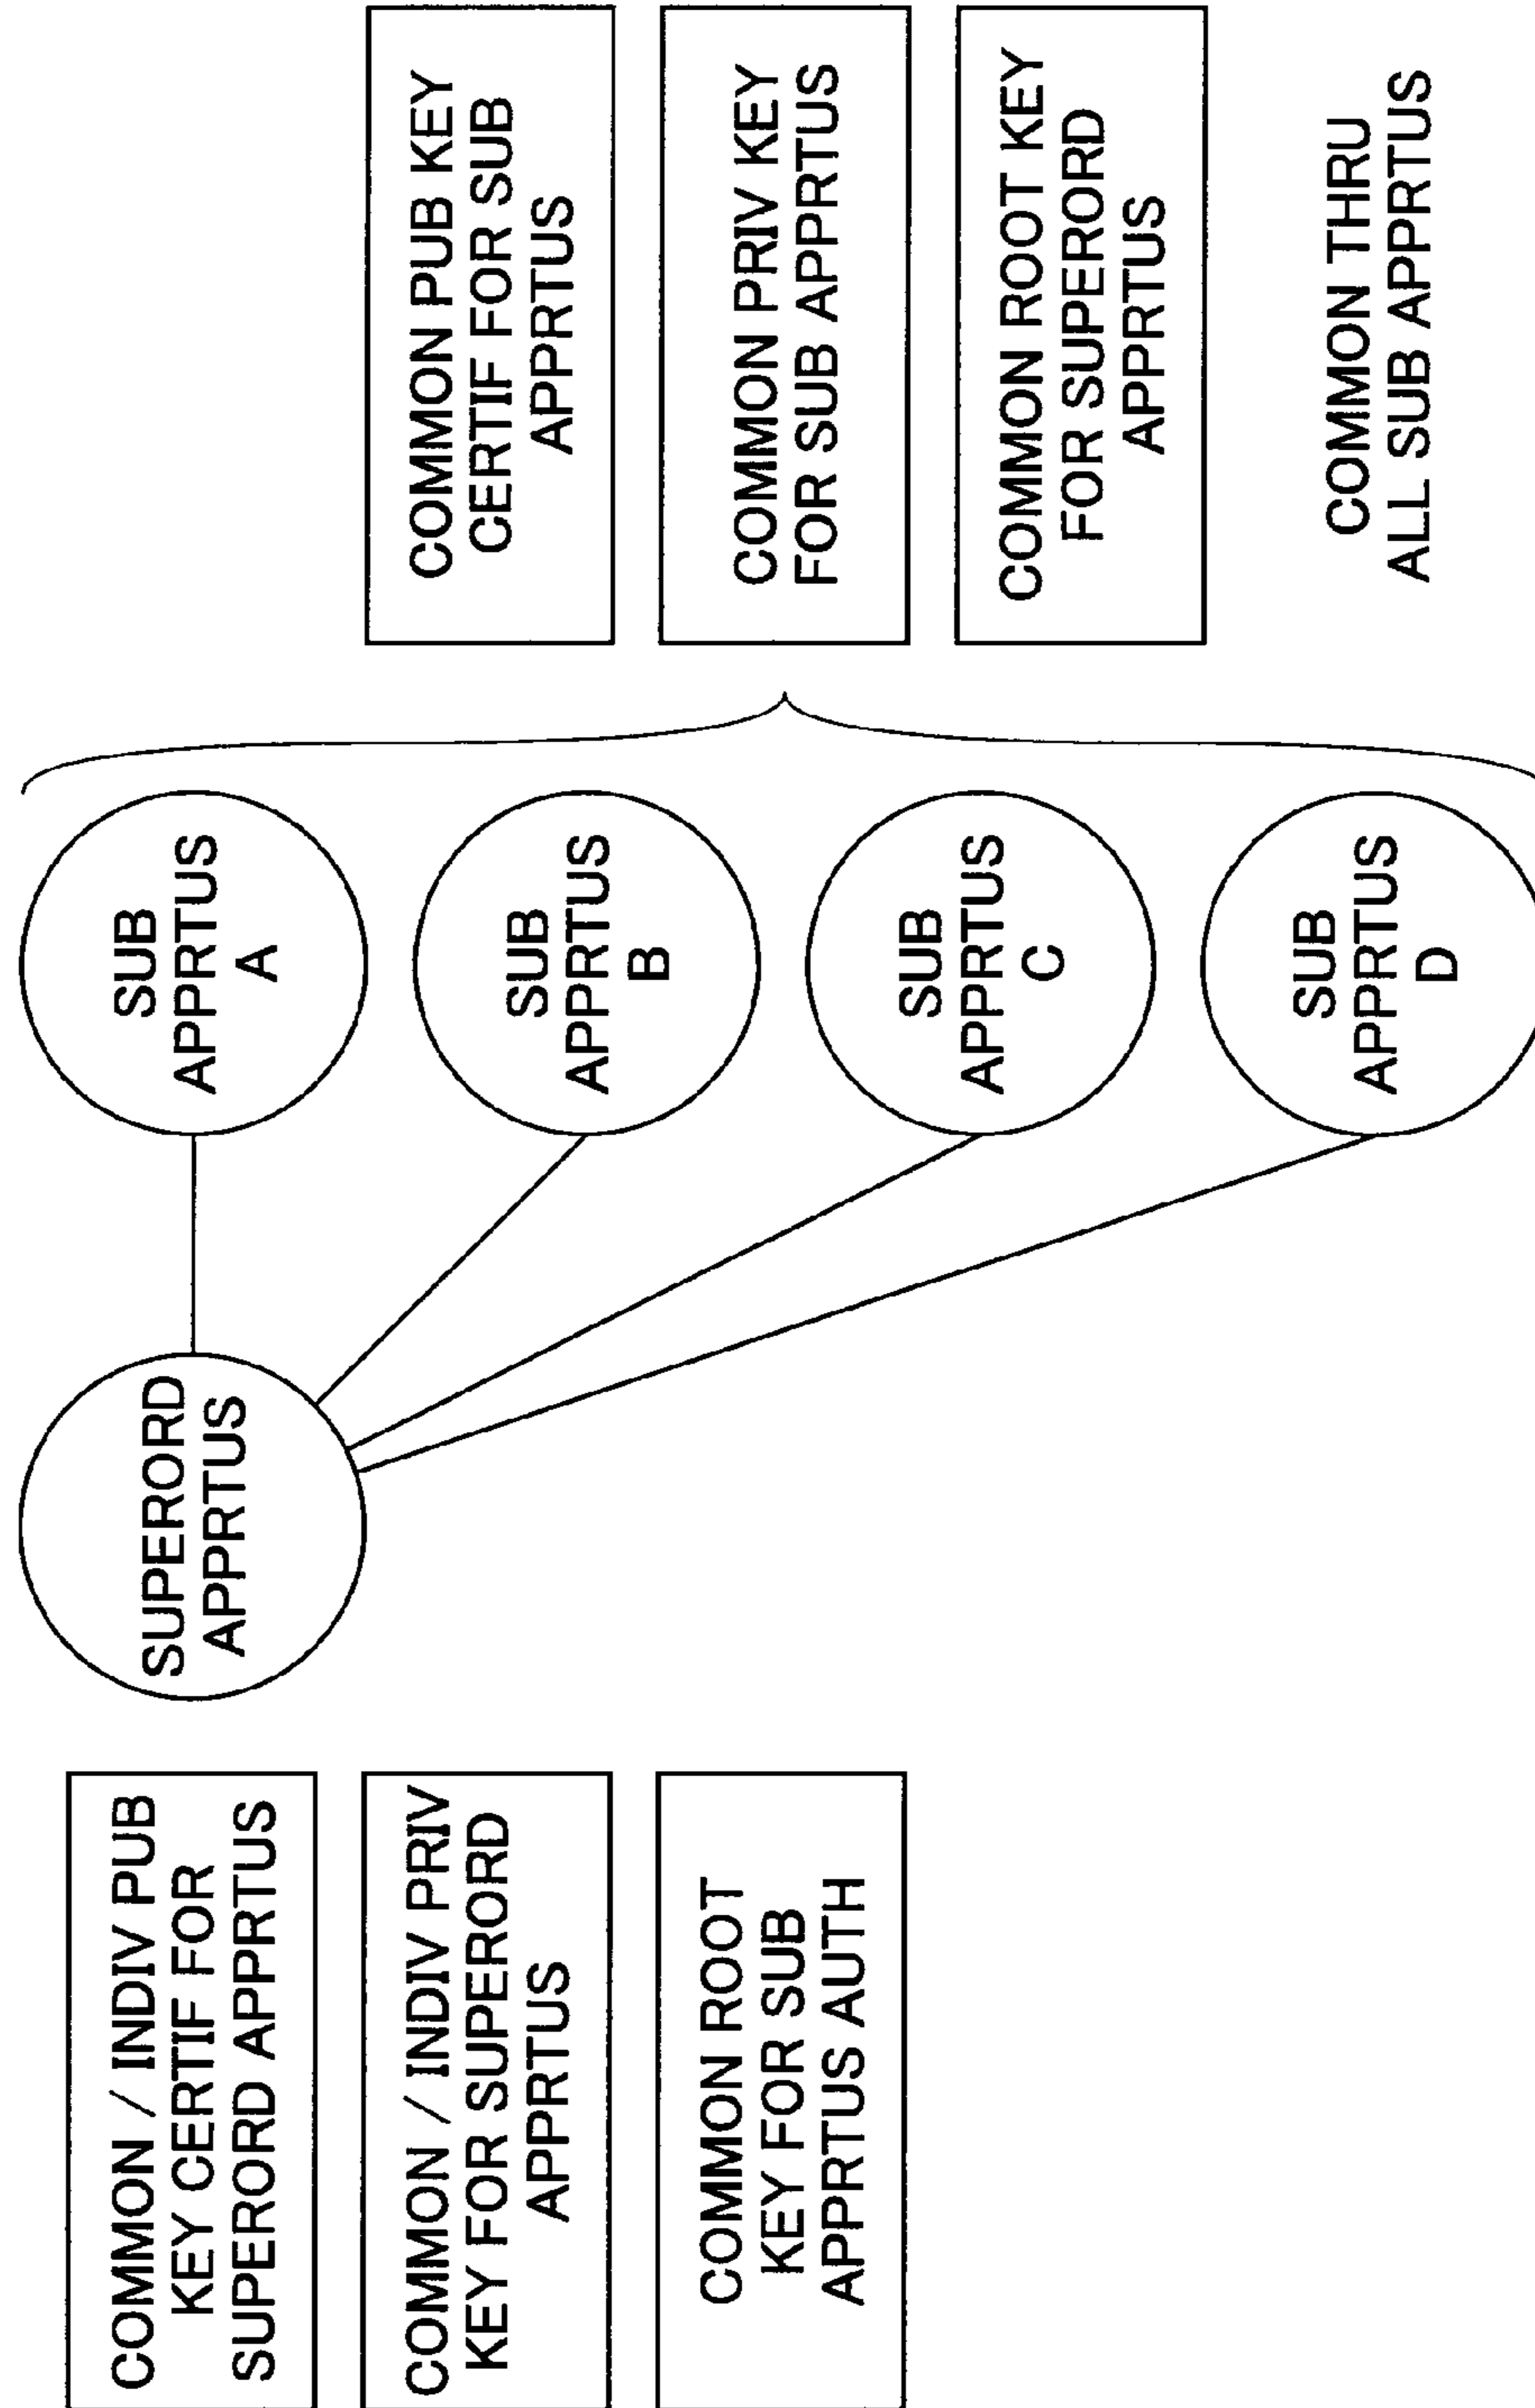 COMMON / INDIV PUB
KEY CERTIF FOR
SUPERORD APPRTUS
COMMON / INDIV PRIV
KEY FOR SUPERORD
APPRTUS
COMMON ROOT
KEY FOR SUB
APPRTUS AUTH
SUPERORD
APPRTUS
SUB
APPRTUS
A
SUB
APPRTUS
B
SUB
APPRTUS
C
SUB
APPRTUS
D
COMMON PUB KEY
CERTIF FOR SUB
APPRTUS
COMMON PRIV KEY
FOR SUB APPRTUS
COMMON ROOT KEY
FOR SUPERORD
APPRTUS
COMMON THRU
ALL SUB APPRTUS